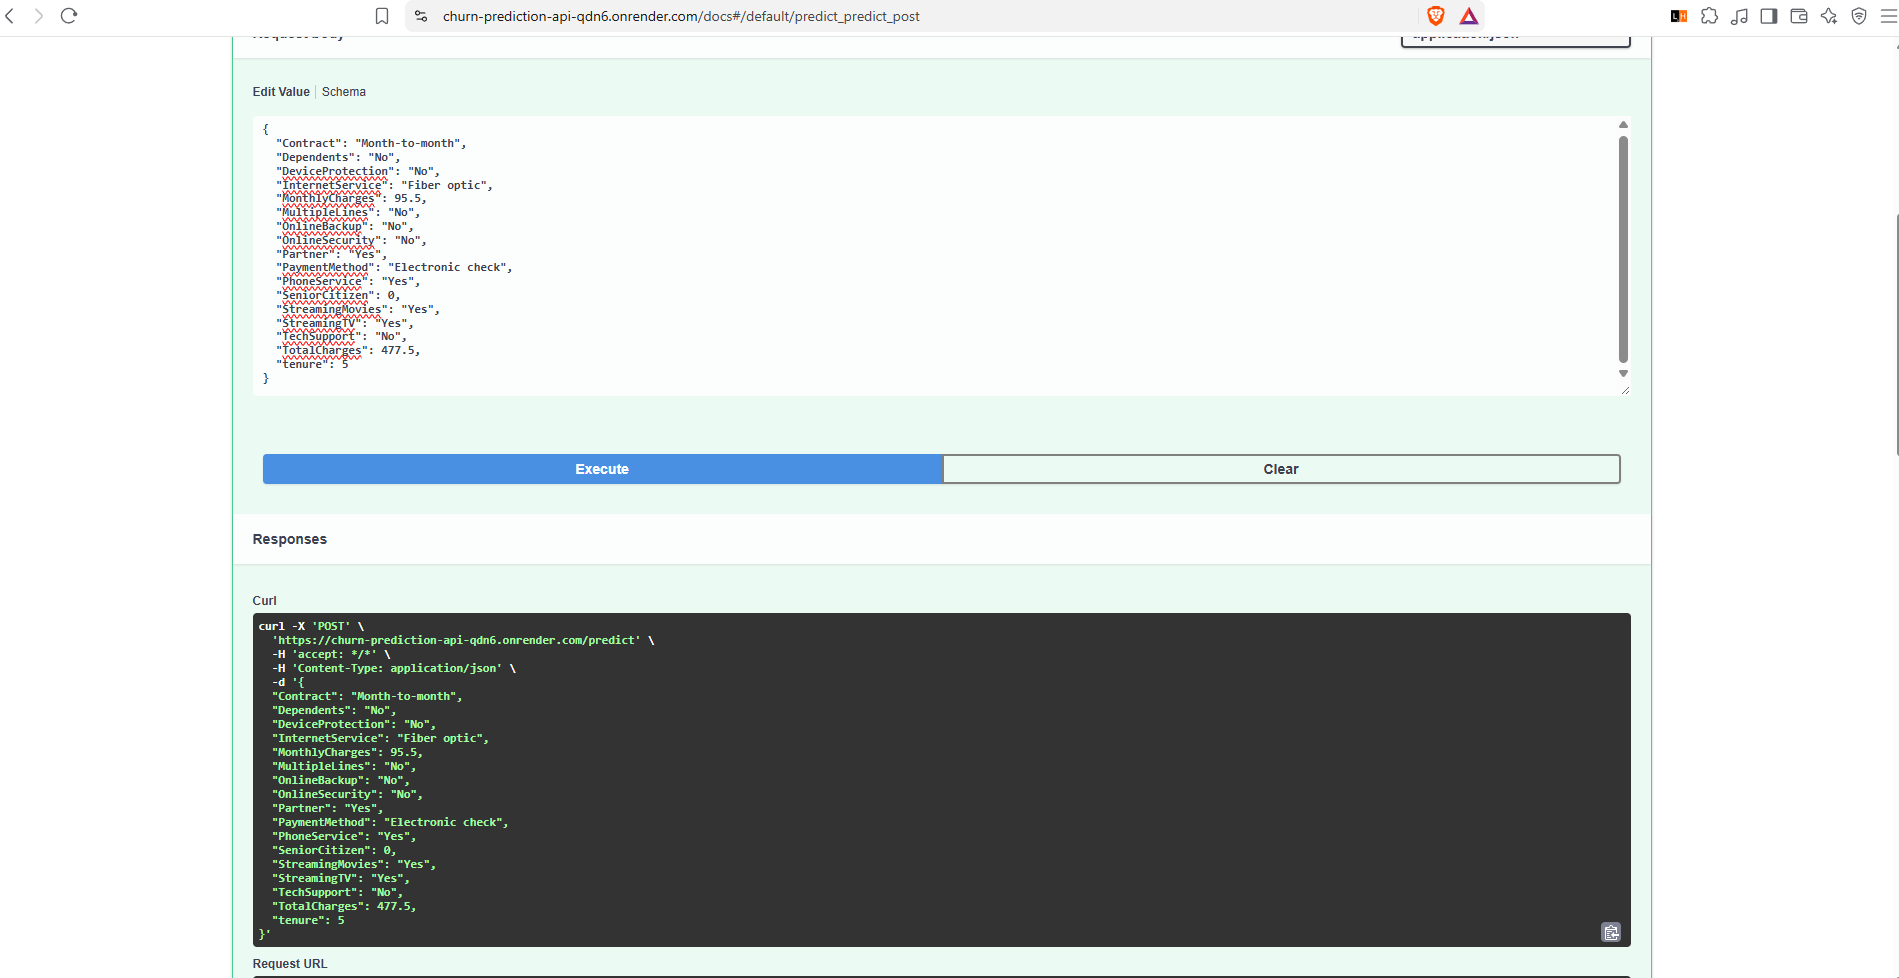 churn-prediction-api-qdn6.onrender.com/docs#/default/predict_predict_post
Edit Value | Schema
{
  "Contract": "Month-to-month",
  "Dependents": "No",
  "DeviceProtection": "No",
  "InternetService": "Fiber optic",
  "MonthlyCharges": 95.5,
  "MultipleLines": "No",
  "OnlineBackup": "No",
  "OnlineSecurity": "No",
  "Partner": "Yes",
  "PaymentMethod": "Electronic check",
  "PhoneService": "Yes",
  "SeniorCitizen": 0,
  "StreamingMovies": "Yes",
  "StreamingTV": "Yes",
  "TechSupport": "No",
  "TotalCharges": 477.5,
  "tenure": 5
}
Execute
Clear
Responses
Curl
curl -X 'POST' \
  'https://churn-prediction-api-qdn6.onrender.com/predict' \
  -H 'accept: */*' \
  -H 'Content-Type: application/json' \
  -d '{
  "Contract": "Month-to-month",
  "Dependents": "No",
  "DeviceProtection": "No",
  "InternetService": "Fiber optic",
  "MonthlyCharges": 95.5,
  "MultipleLines": "No",
  "OnlineBackup": "No",
  "OnlineSecurity": "No",
  "Partner": "Yes",
  "PaymentMethod": "Electronic check",
  "PhoneService": "Yes",
  "SeniorCitizen": 0,
  "StreamingMovies": "Yes",
  "StreamingTV": "Yes",
  "TechSupport": "No",
  "TotalCharges": 477.5,
  "tenure": 5
}'
Request URL